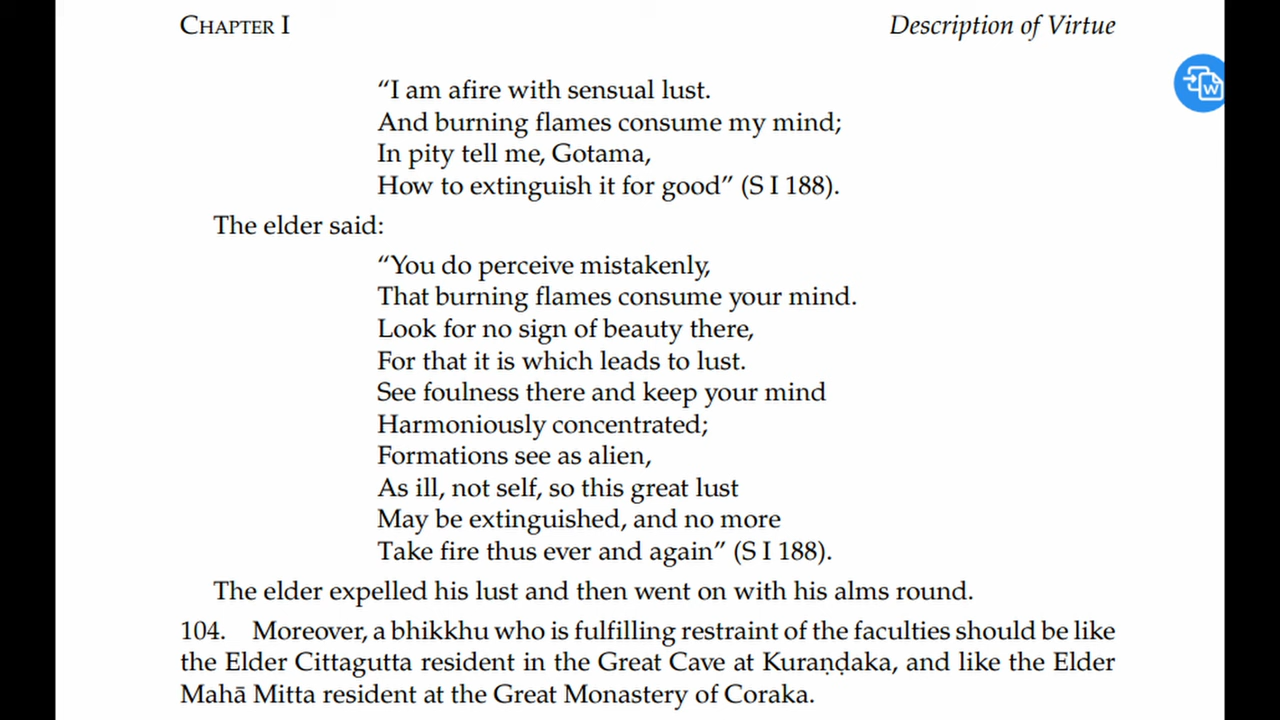 CHAPTER I
Description of Virtue
“I am afire with sensual lust.
And burning flames consume my mind;
In pity tell me, Gotama,
How to extinguish it for good” (S I 188).
The elder said:
“You do perceive mistakenly,
That burning flames consume your mind.
Look for no sign of beauty there,
For that it is which leads to lust.
See foulness there and keep your mind
Harmoniously concentrated;
Formations see as alien,
As ill, not self, so this great lust
May be extinguished, and no more
Take fire thus ever and again” (S I 188).
The elder expelled his lust and then went on with his alms round.
104. Moreover, a bhikkhu who is fulfilling restraint of the faculties should be like
the Elder Cittagutta resident in the Great Cave at Kuraṇḍaka, and like the Elder
Mahā Mitta resident at the Great Monastery of Coraka.
W